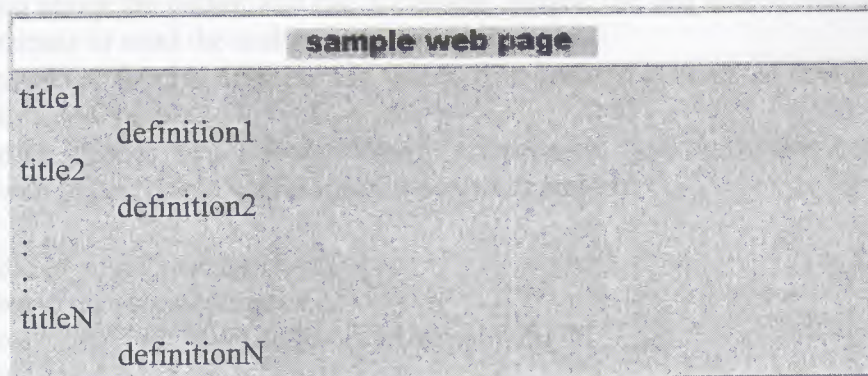 sample web page
title1
definition1
title2
definition2
:
:
titleN
definitionN